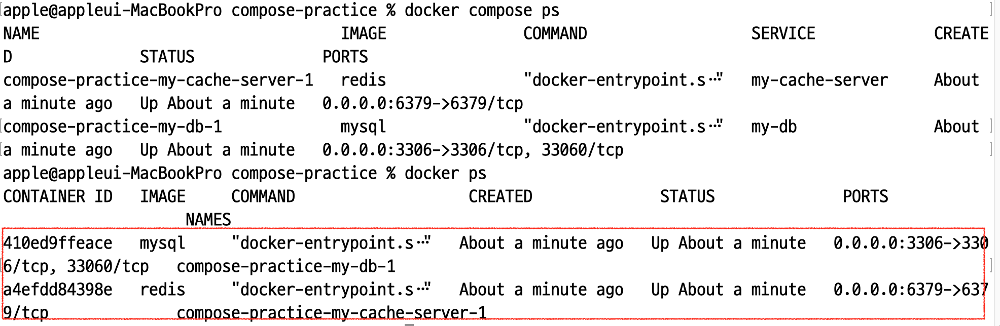 apple@appleui-MacBookPro compose-practice % docker compose ps
NAME IMAGE COMMAND SERVICE CREATE
D STATUS PORTS
compose-practice-my-cache-server-1 redis "docker-entrypoint.s…" my-cache-server About
a minute ago Up About a minute 0.0.0.0:6379->6379/tcp
compose-practice-my-db-1 mysql "docker-entrypoint.s…" my-db About
a minute ago Up About a minute 0.0.0.0:3306->3306/tcp, 33060/tcp
apple@appleui-MacBookPro compose-practice % docker ps
CONTAINER ID IMAGE COMMAND CREATED STATUS PORTS
NAMES
410ed9ffeace mysql "docker-entrypoint.s…" About a minute ago Up About a minute 0.0.0.0:3306->330
6/tcp, 33060/tcp compose-practice-my-db-1
a4efdd84398e redis "docker-entrypoint.s…" About a minute ago Up About a minute 0.0.0.0:6379->637
9/tcp compose-practice-my-cache-server-1